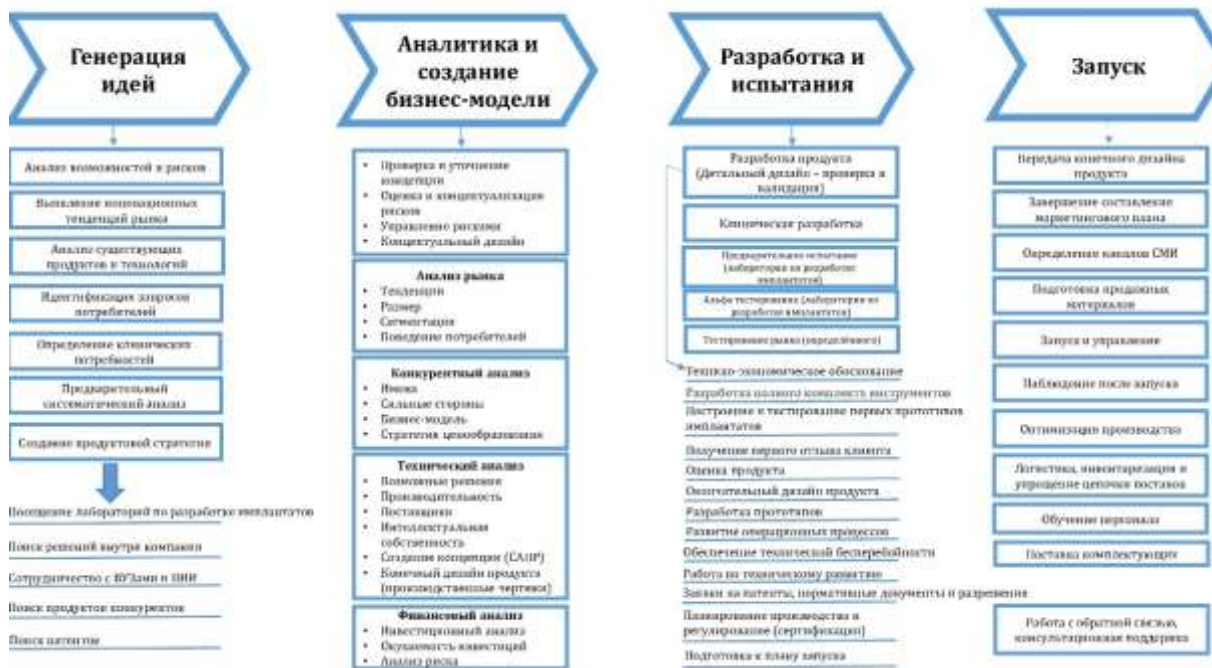 Генерация
идей
Анализ возможностей и рисков
Выявление инновационных
тенденций рынка
Анализ существующих
продуктов и технологий
Идентификация запросов
потребителей
Определение клинических
потребностей
Предварительный
систематический анализ
Создание продуктовой стратегии
Посещение лабораторий по разработке имплантатов
Поиск решений внутри компании
Сотрудничество с ВУЗами и НИИ
Поиск продуктов конкурентов
Поиск патентов
Аналитика и
создание
бизнес-модели
• Проверка и уточнение
концепции
• Оценка и концептуализация
рисков
• Управление рисками
• Концептуальный дизайн
Анализ рынка
• Тенденции
• Размер
• Сегментация
• Поведение потребителей
Конкурентный анализ
• Имена
• Сильные стороны
• Бизнес-модель
• Стратегия ценообразования
Технический анализ
• Возможные решения
• Производительность
• Поставщики
• Интеллектуальная
собственность
• Создание концепции (САПР)
• Конечный дизайн продукта
(производственные чертежи)
Финансовый анализ
• Инвестиционный анализ
• Окупаемость инвестиций
• Анализ риска
Разработка и
испытания
Разработка продукта
(Детальный дизайн – проверка и
валидация)
Клиническая разработка
Предварительно испытание
(лаборатория по разработке
имплантатов)
Альфа тестирование (лаборатория по
разработке имплантатов)
Тестирование рынка (определённого)
Технико-экономическое обоснование
Разработка полного комплекта инструментов
Построение и тестирование первых прототипов
имплантатов
Получение первого отзыва клиента
Оценка продукта
Окончательный дизайн продукта
Разработка прототипов
Развитие операционных процессов
Обеспечение технической бесперебойности
Работа по техническому развитию
Заявки на патенты, нормативные документы и разрешения
Планирование производства и
регулирование (сертификация)
Подготовка к плану запуска
Запуск
Передача конечного дизайна
продукта
Завершение составления
маркетингового плана
Определение каналов СМИ
Подготовка продажных
материалов
Запуск и управление
Наблюдение после запуска
Оптимизация производства
Логистика, инвентаризация и
упрощение цепочки поставок
Обучение персонала
Поставка комплектующих
Работа с обратной связью,
консультационная поддержка